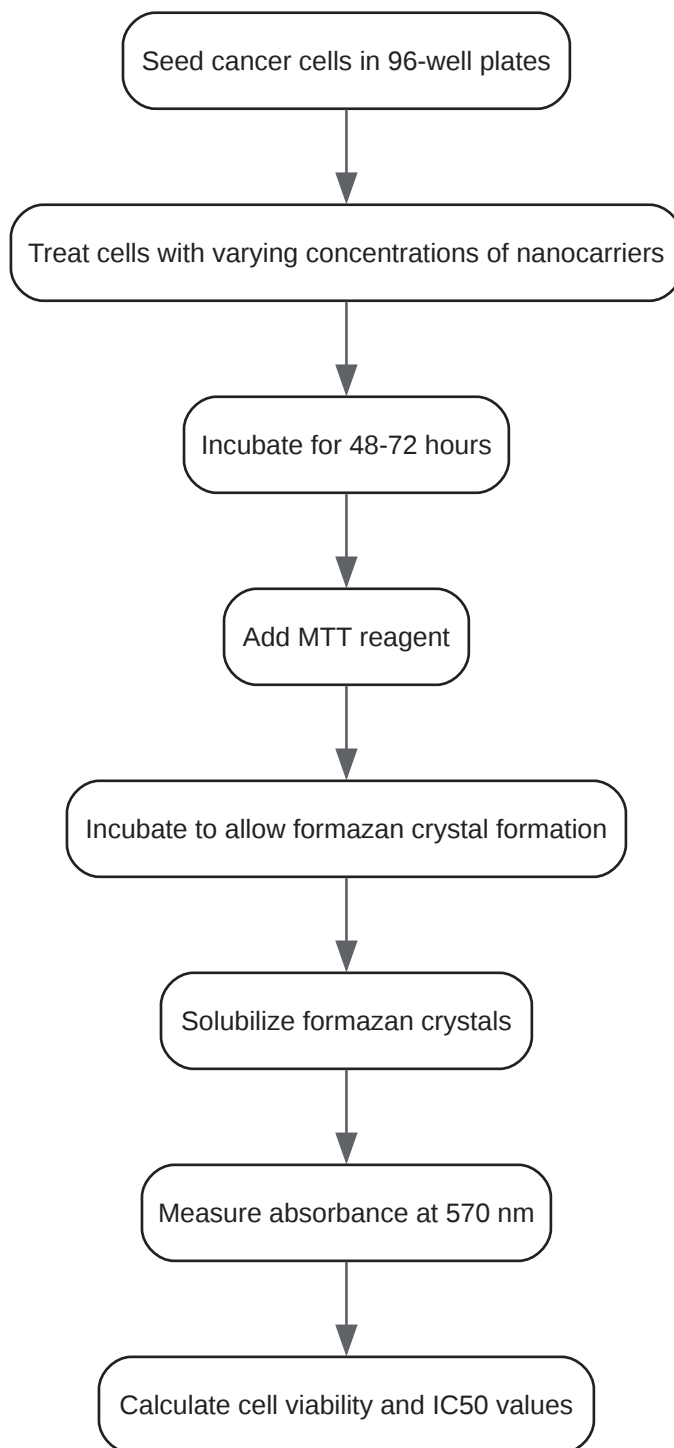 Seed cancer cells in 96-well plates
Treat cells with varying concentrations of nanocarriers
Incubate for 48-72 hours
Add MTT reagent
Incubate to allow formazan crystal formation
Solubilize formazan crystals
Measure absorbance at 570 nm
Calculate cell viability and IC50 values